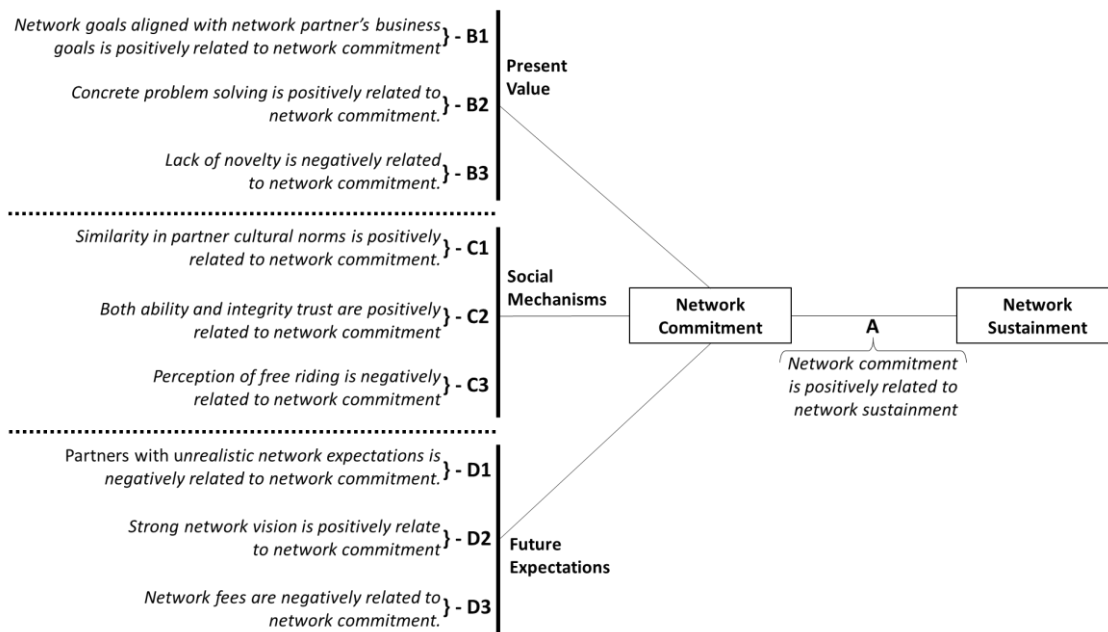 Network goals aligned with network partner's business
goals is positively related to network commitment
} - B1
Concrete problem solving is positively related to
network commitment.
} - B2
Lack of novelty is negatively related
to network commitment.
} - B3
Present
Value
Similarity in partner cultural norms is positively
related to network commitment.
} - C1
Both ability and integrity trust are positively
related to network commitment
} - C2
Perception of free riding is negatively
related to network commitment
} - C3
Social
Mechanisms
Partners with unrealistic network expectations is
negatively related to network commitment.
} - D1
Strong network vision is positively relate
to network commitment
} - D2
Network fees are negatively related to
network commitment.
} - D3
Future
Expectations
Network
Commitment
A
Network commitment
is positively related to
network sustainment
Network
Sustainment